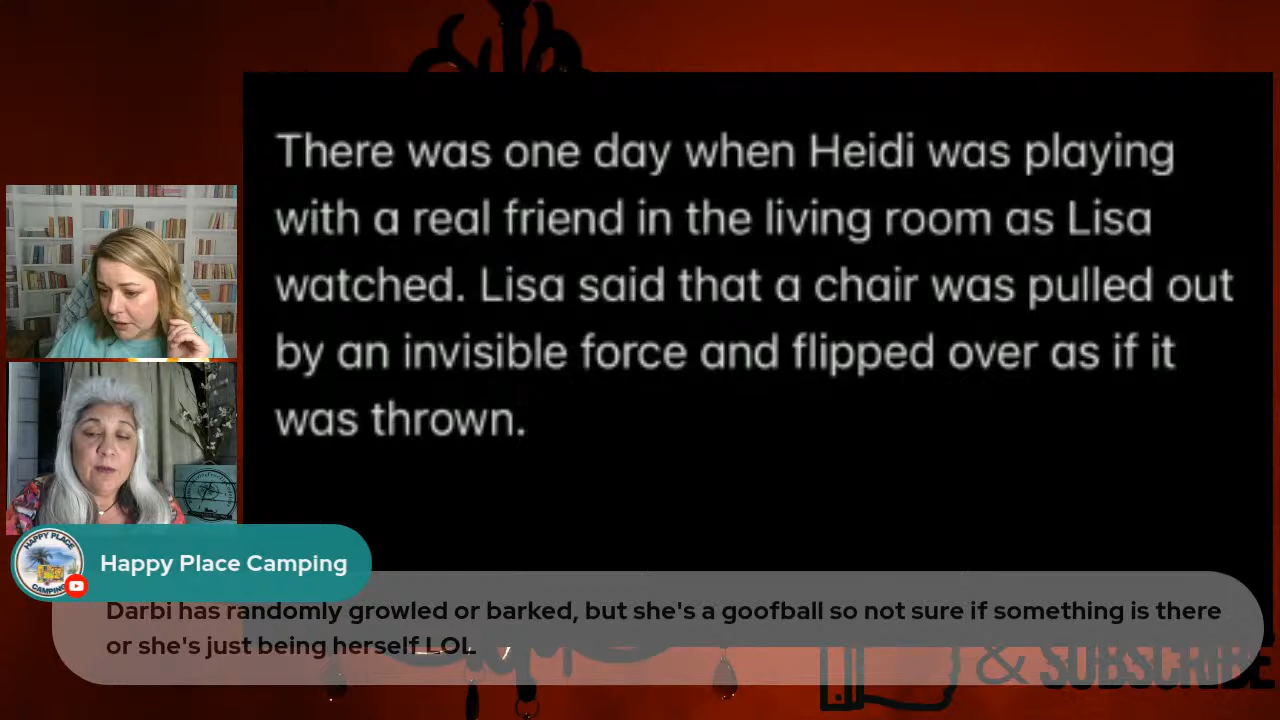 There was one day when Heidi was playing
with a real friend in the living room as Lisa
watched. Lisa said that a chair was pulled out
by an invisible force and flipped over as if it
was thrown.
HAPPY PLACE
CAMPING
Happy Place Camping
Darbi has randomly growled or barked, but she's a goofball so not sure if something is there
or she's just being herself LOL
& SUBSCRIBE